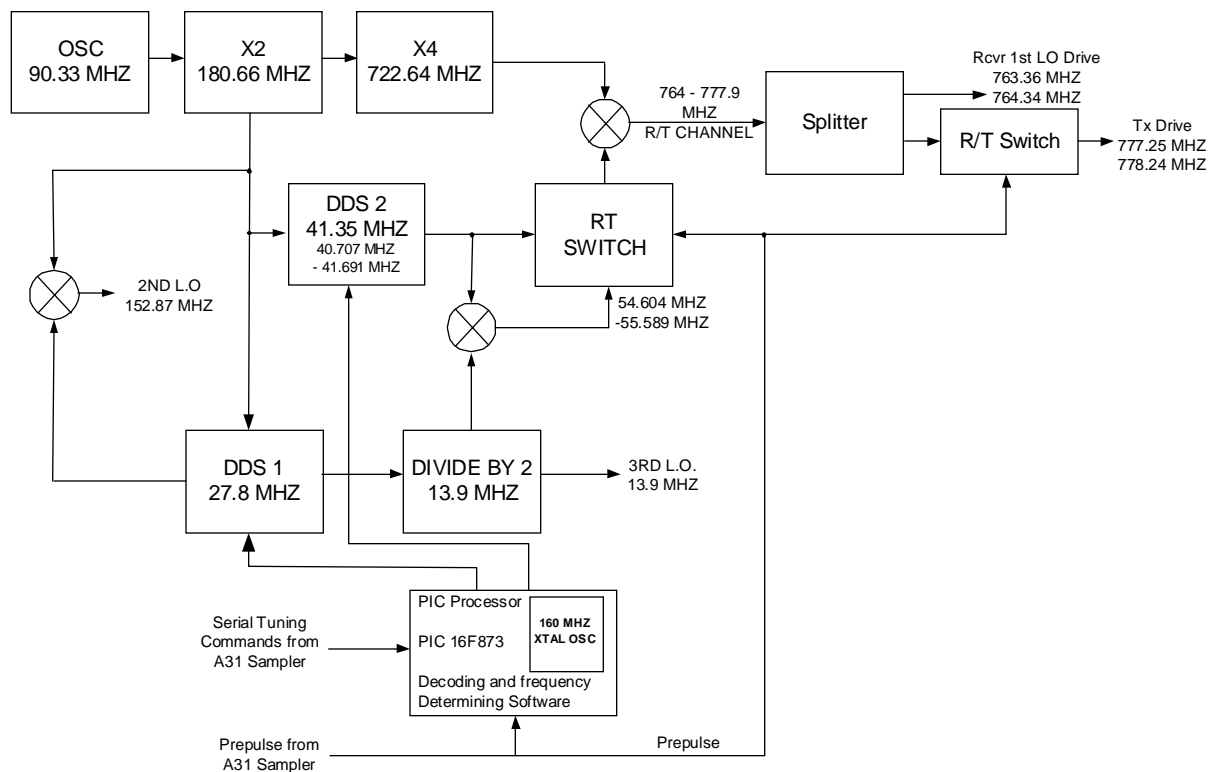 OSC
90.33 MHZ
X2
180.66 MHZ
X4
722.64 MHZ
764 - 777.9
MHZ
R/T CHANNEL
Splitter
Rcvr 1st LO Drive
763.36 MHZ
764.34 MHZ
R/T Switch
Tx Drive
777.25 MHZ
778.24 MHZ
DDS 2
41.35 MHZ
40.707 MHZ
- 41.691 MHZ
RT
SWITCH
2ND L.O
152.87 MHZ
54.604 MHZ
-55.589 MHZ
DDS 1
27.8 MHZ
DIVIDE BY 2
13.9 MHZ
3RD L.O.
13.9 MHZ
Serial Tuning
Commands from
A31 Sampler
PIC Processor
PIC 16F873
160 MHZ
XTAL OSC
Decoding and frequency
Determining Software
Prepulse from
A31 Sampler
Prepulse